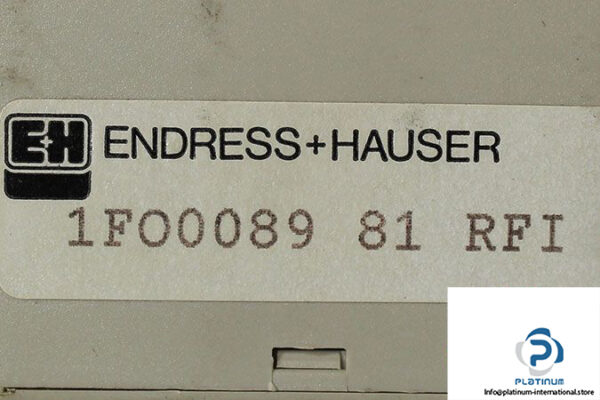 E+H ENDRESS+HAUSER
1FO0089 81 RFI
PLATINUM
info@platinum-international.store